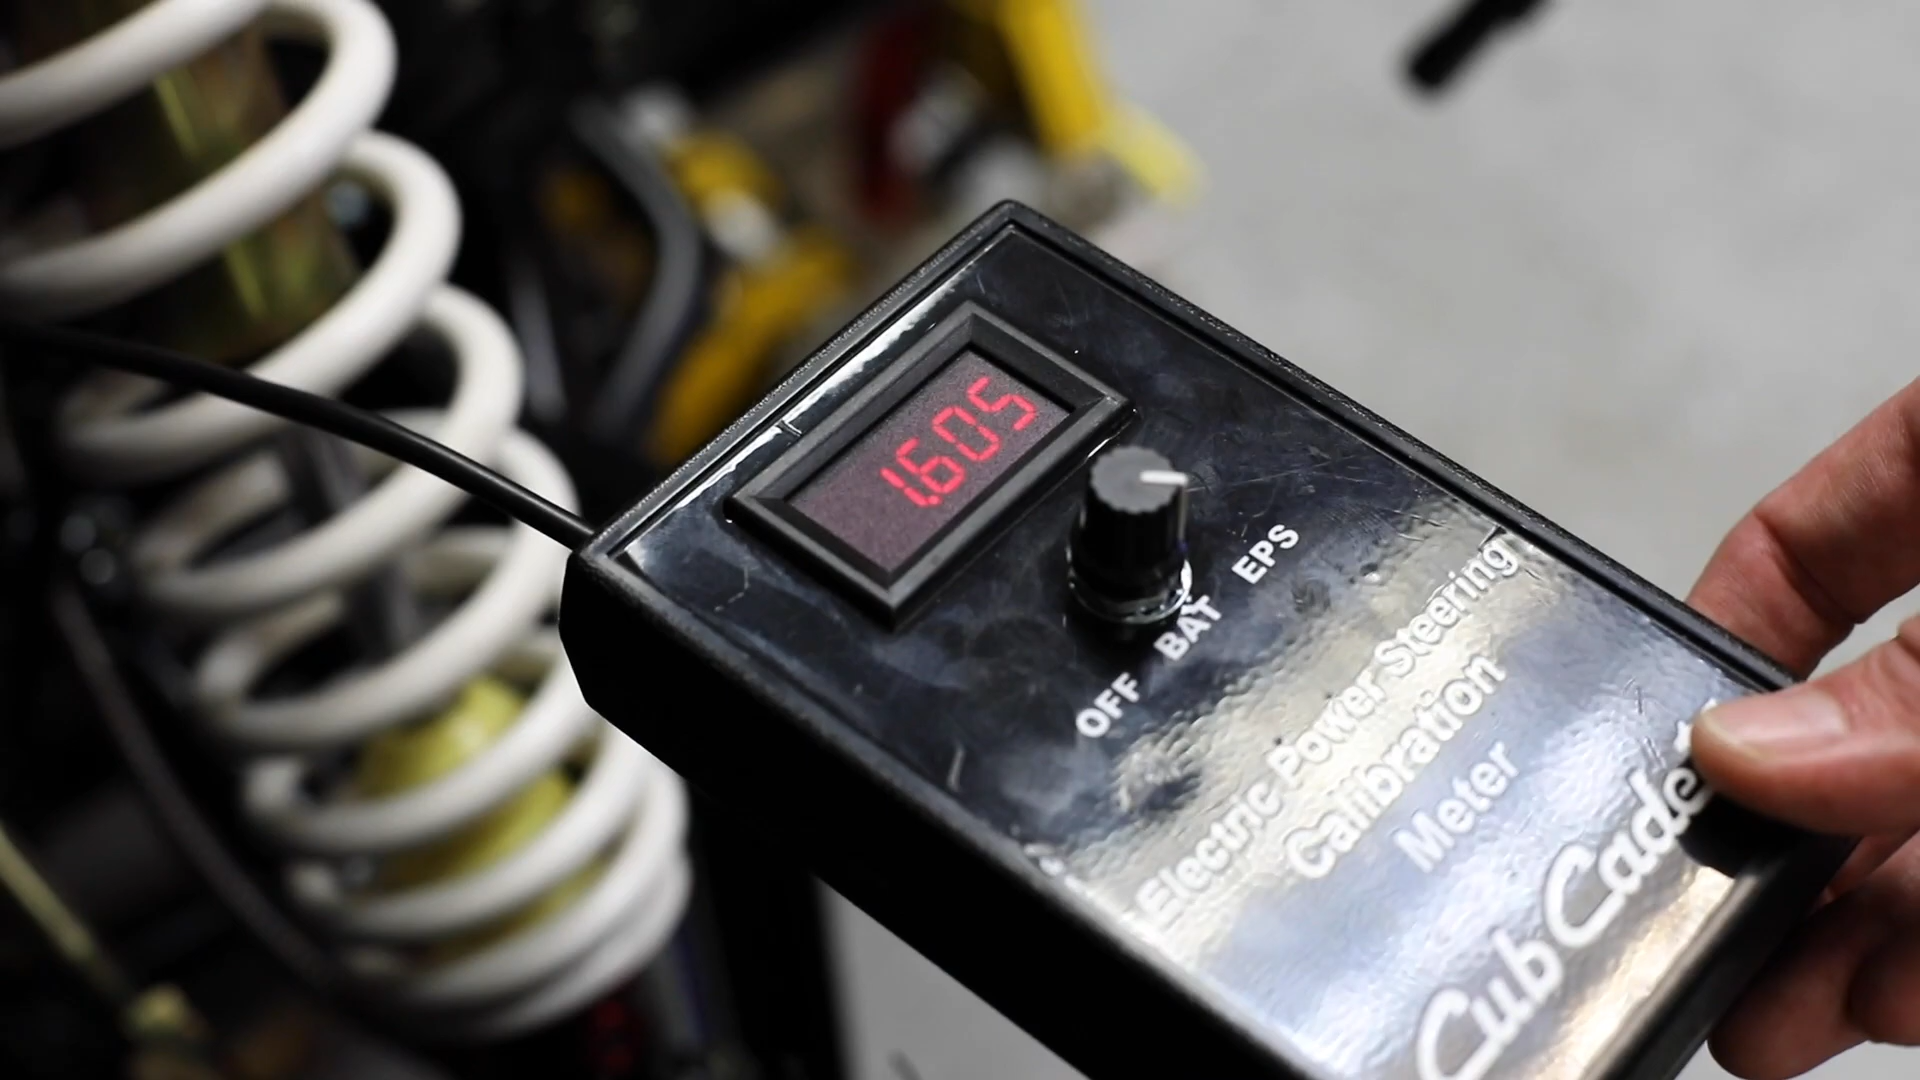 1.605
OFF BAT EPS
Electric Power Steering
Calibration
Meter
Cub Cadet